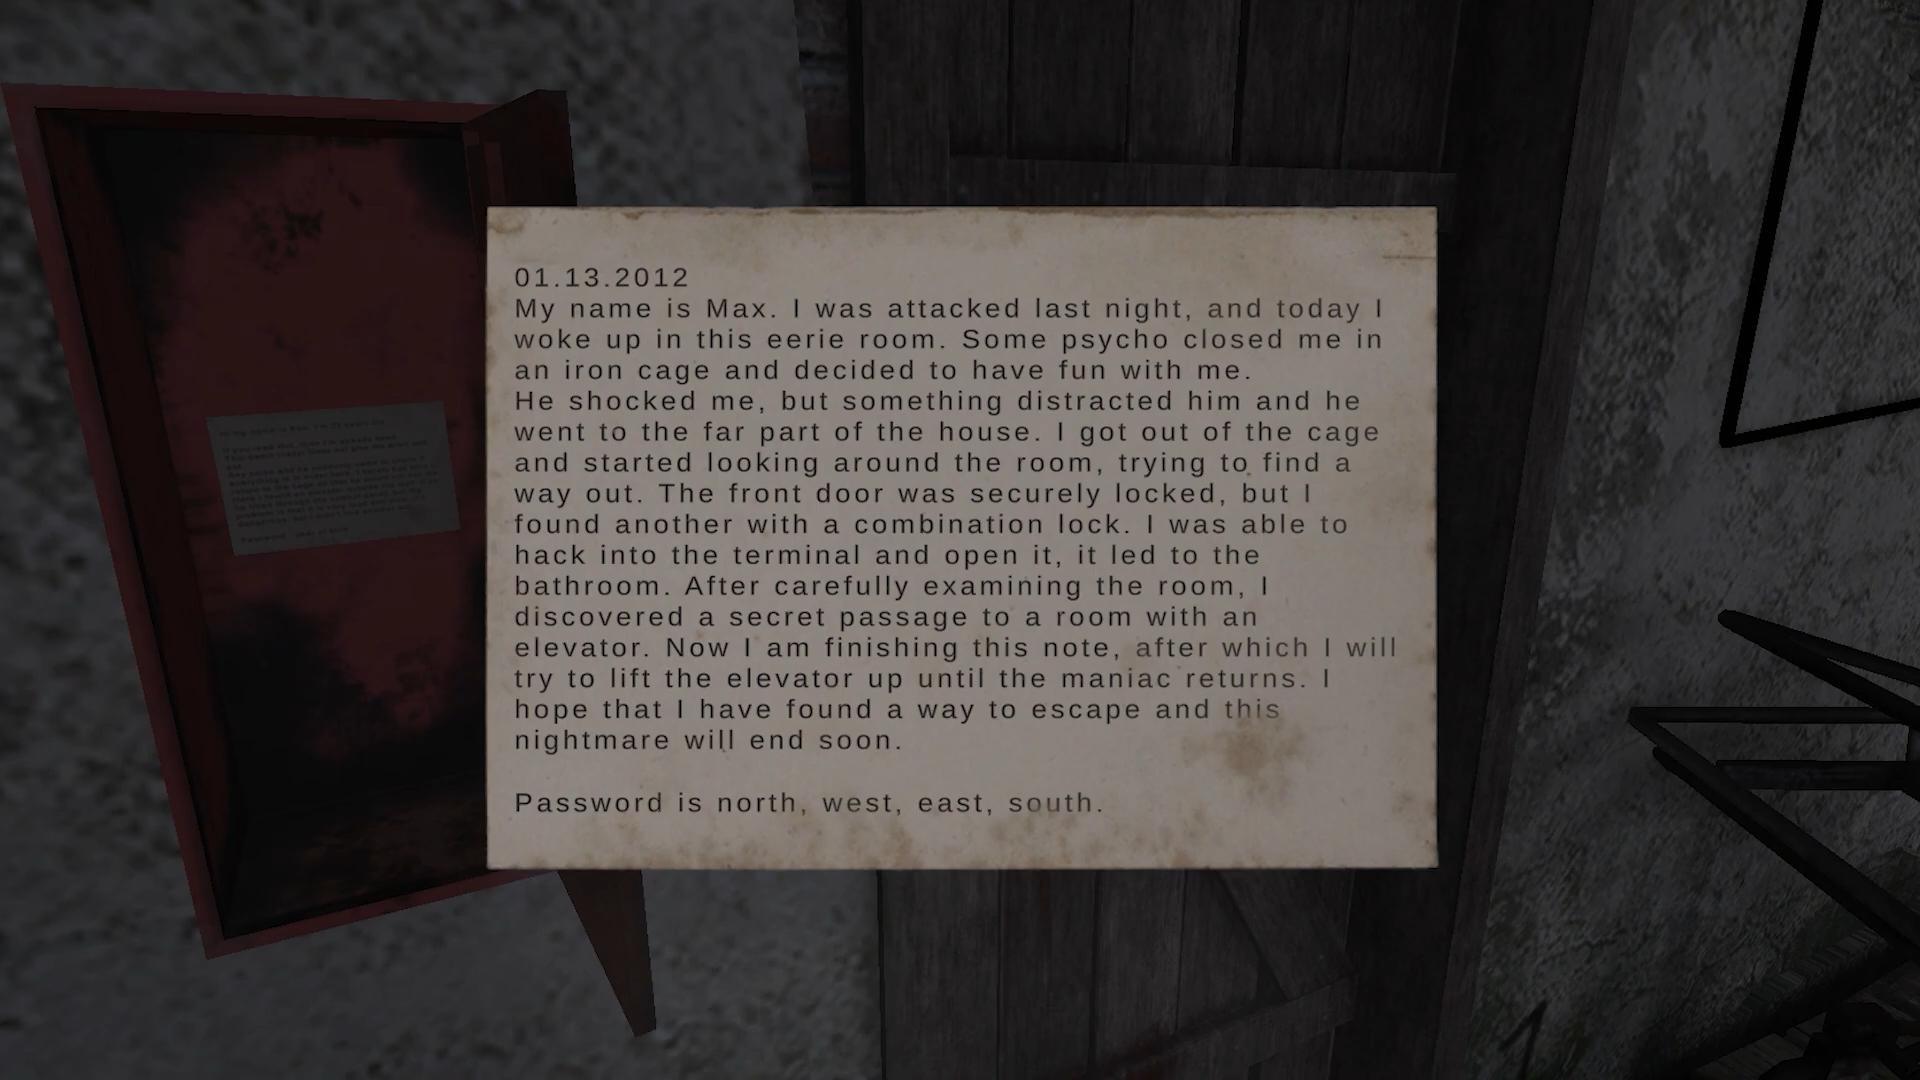 01.13.2012
My name is Max. I was attacked last night, and today I
woke up in this eerie room. Some psycho closed me in
an iron cage and decided to have fun with me.
He shocked me, but something distracted him and he
went to the far part of the house. I got out of the cage
and started looking around the room, trying to find a
way out. The front door was securely locked, but I
found another with a combination lock. I was able to
hack into the terminal and open it, it led to the
bathroom. After carefully examining the room, I
discovered a secret passage to a room with an
elevator. Now I am finishing this note, after which I will
try to lift the elevator up until the maniac returns. I
hope that I have found a way to escape and this
nightmare will end soon.
Password is north, west, east, south.